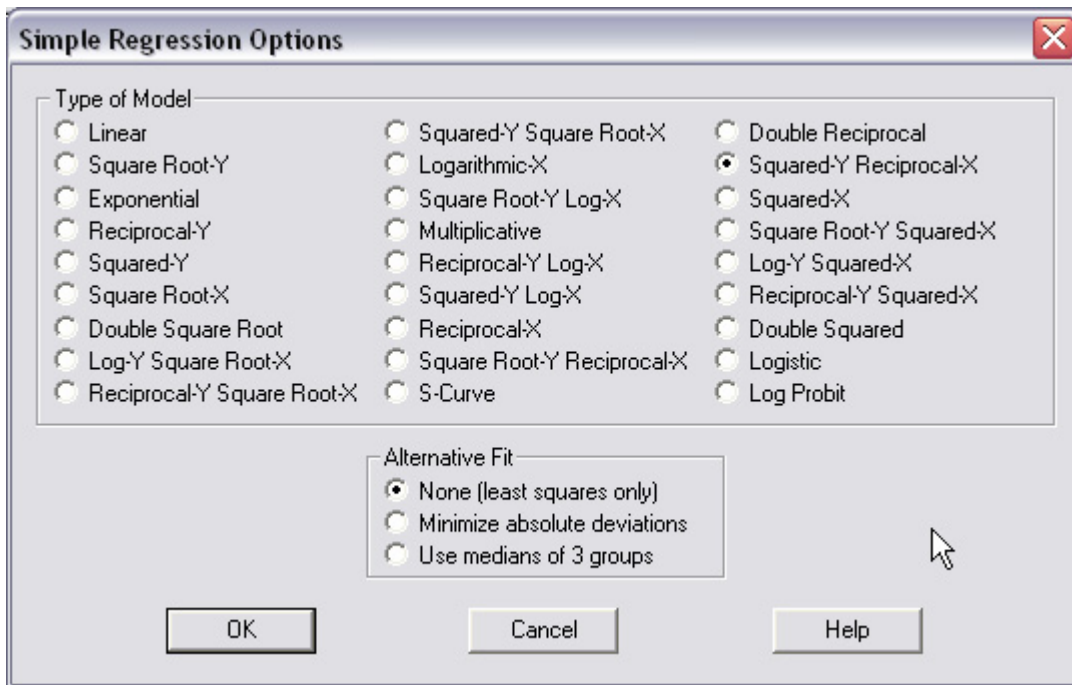 Simple Regression Options
Type of Model
Linear
Square Root-Y
Exponential
Reciprocal-Y
Squared-Y
Square Root-X
Double Square Root
Log-Y Square Root-X
Reciprocal-Y Square Root-X
Squared-Y Square Root-X
Logarithmic-X
Square Root-Y Log-X
Multiplicative
Reciprocal-Y Log-X
Squared-Y Log-X
Reciprocal-X
Square Root-Y Reciprocal-X
S-Curve
Double Reciprocal
Squared-Y Reciprocal-X
Squared-X
Square Root-Y Squared-X
Log-Y Squared-X
Reciprocal-Y Squared-X
Double Squared
Logistic
Log Probit
Alternative Fit
None (least squares only)
Minimize absolute deviations
Use medians of 3 groups
OK
Cancel
Help